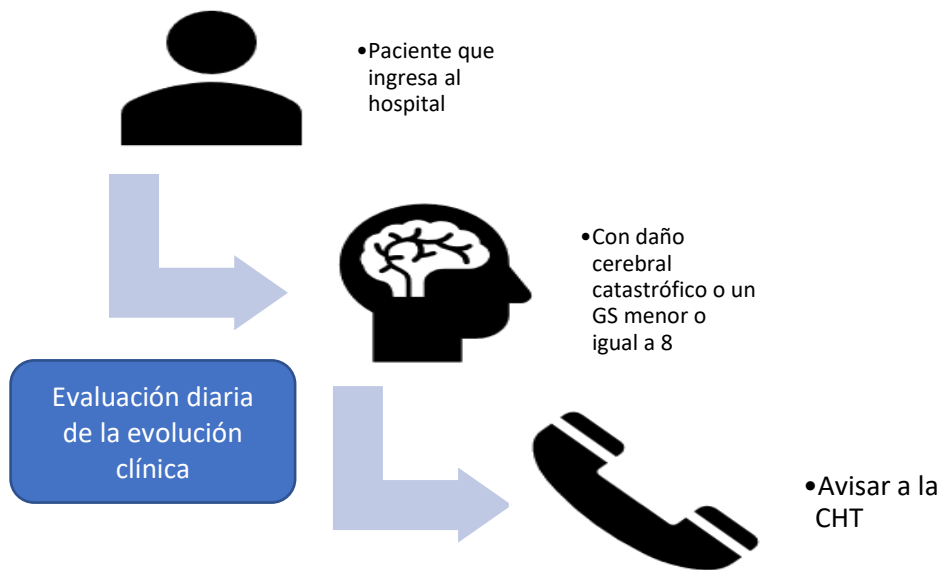 •Paciente que
ingresa al
hospital
•Con daño
cerebral
catastrófico o un
GS menor o
igual a 8
Evaluación diaria
de la evolución
clínica
•Avisar a la
CHT